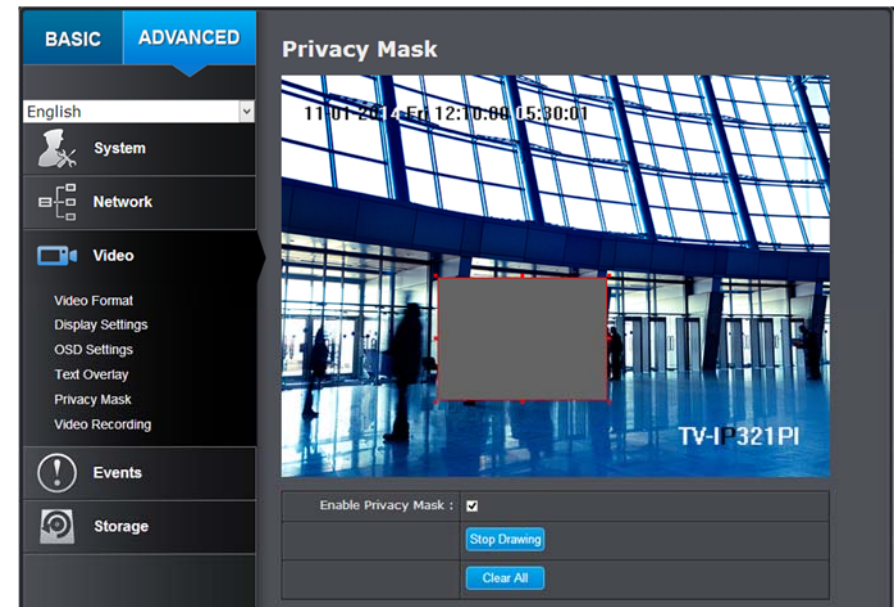 BASIC
ADVANCED
English
System
Network
Video
Video Format
Display Settings
OSD Settings
Text Overlay
Privacy Mask
Video Recording
Events
Storage
Privacy Mask
11-01-2014 Fri 12:10:00 05:30:01
TV-IP321PI
Enable Privacy Mask :
Stop Drawing
Clear All